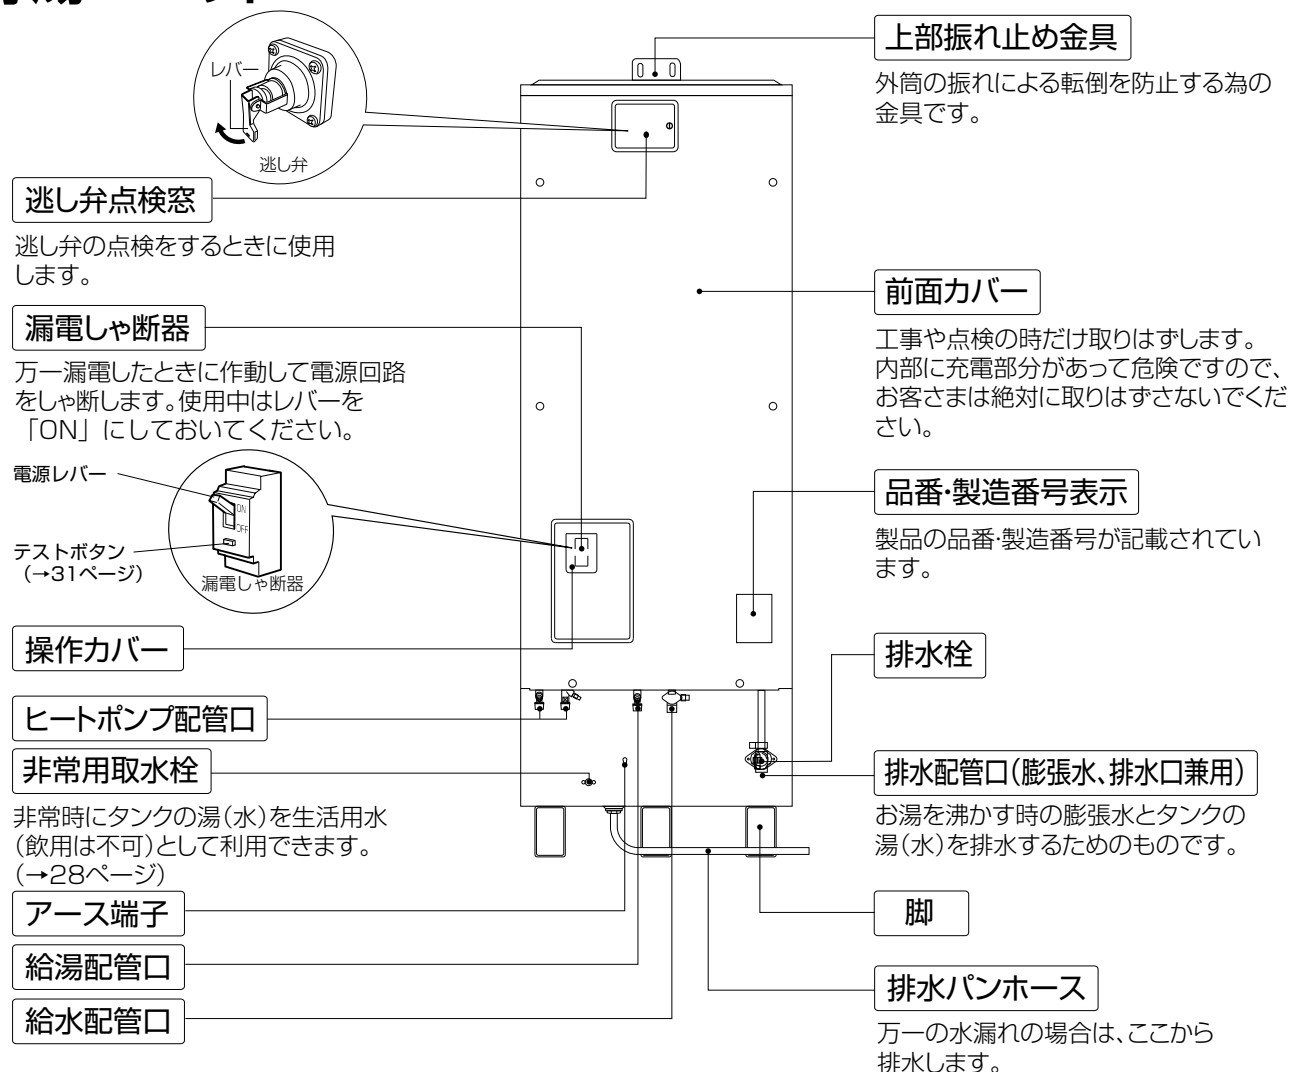 レバー
逃し弁
逃し弁点検窓
逃し弁の点検をするときに使用
します。
漏電しゃ断器
万一漏電したときに作動して電源回路
をしゃ断します。使用中はレバーを
「ON」にしておいてください。
電源レバー
ON
OFF
テストボタン
(→31ページ)
漏電しゃ断器
操作カバー
ヒートポンプ配管口
非常用取水栓
非常時にタンクの湯(水)を生活用水
(飲用は不可)として利用できます。
(→28ページ)
アース端子
給湯配管口
給水配管口
上部振れ止め金具
外筒の振れによる転倒を防止する為の
金具です。
前面カバー
工事や点検の時だけ取りはずします。
内部に充電部分があって危険ですので、
お客さまは絶対に取りはずさないでくだ
さい。
品番・製造番号表示
製品の品番・製造番号が記載されてい
ます。
排水栓
排水配管口(膨張水、排水口兼用)
お湯を沸かす時の膨張水とタンクの
湯(水)を排水するためのものです。
脚
排水パンホース
万一の水漏れの場合は、ここから
排水します。